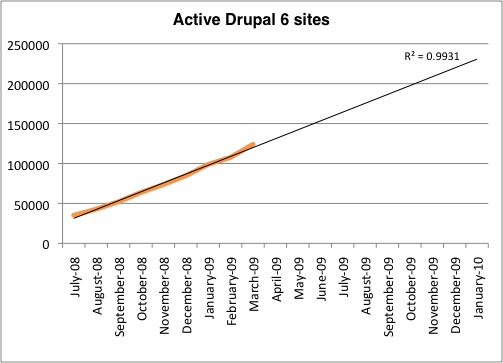 Active Drupal 6 sites
250000
200000
150000
100000
50000
0
R² = 0.9931
July-08
August-08
September-08
October-08
November-08
December-08
January-09
February-09
March-09
April-09
May-09
June-09
July-09
August-09
September-09
October-09
November-09
December-09
January-10